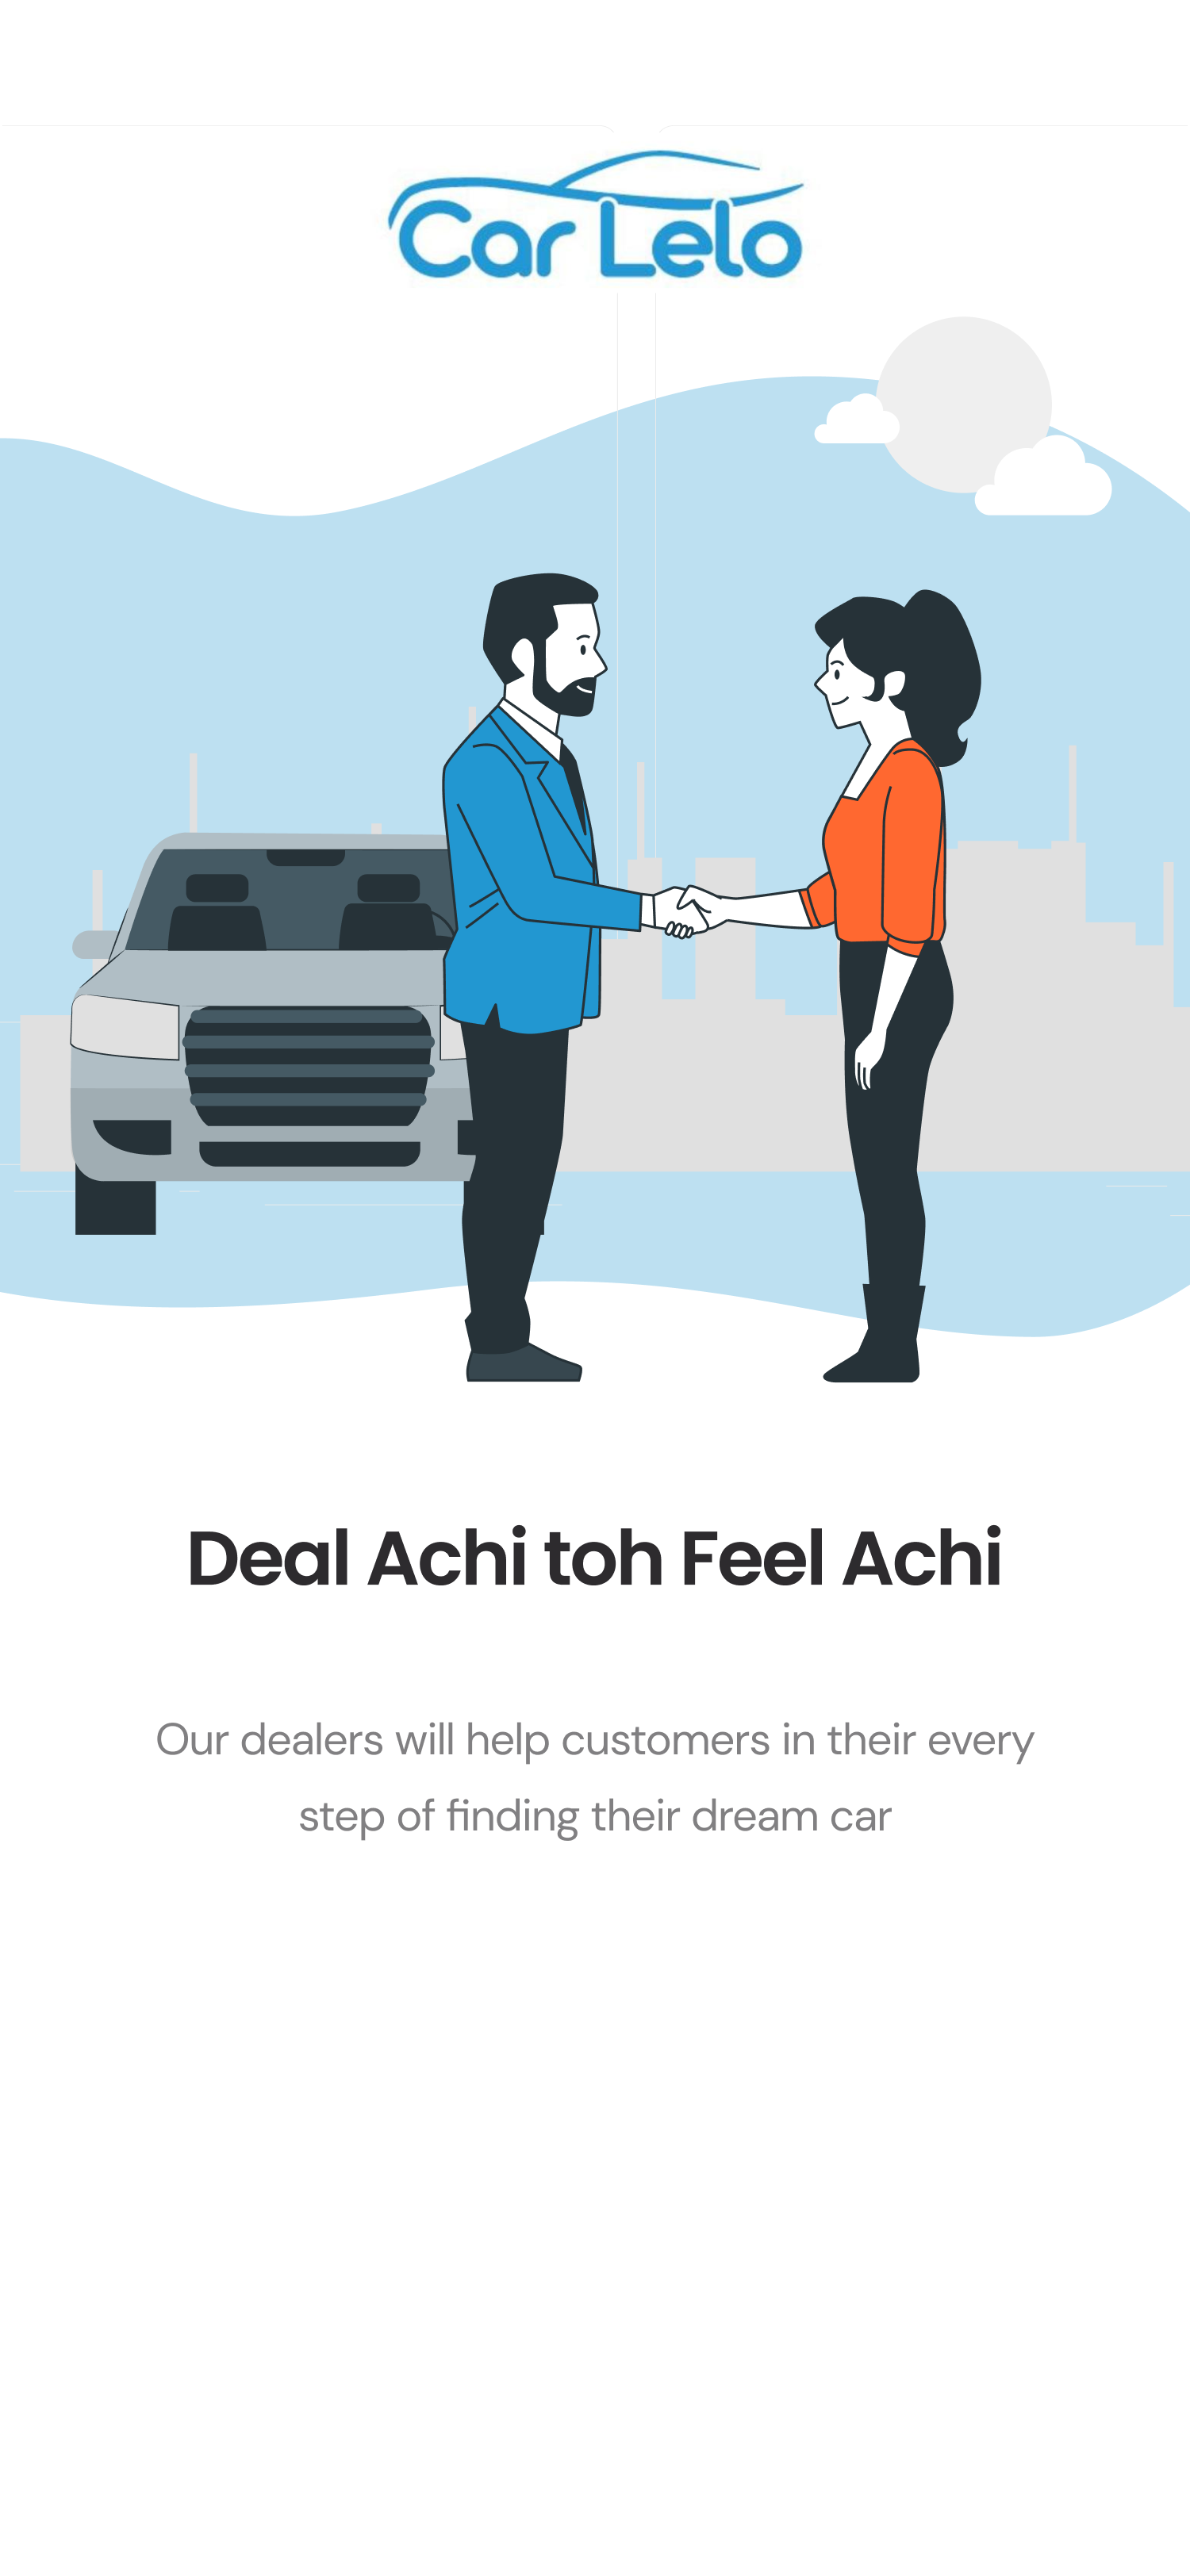 Car Lelo
Deal Achi toh Feel Achi
Our dealers will help customers in their every
step of finding their dream car